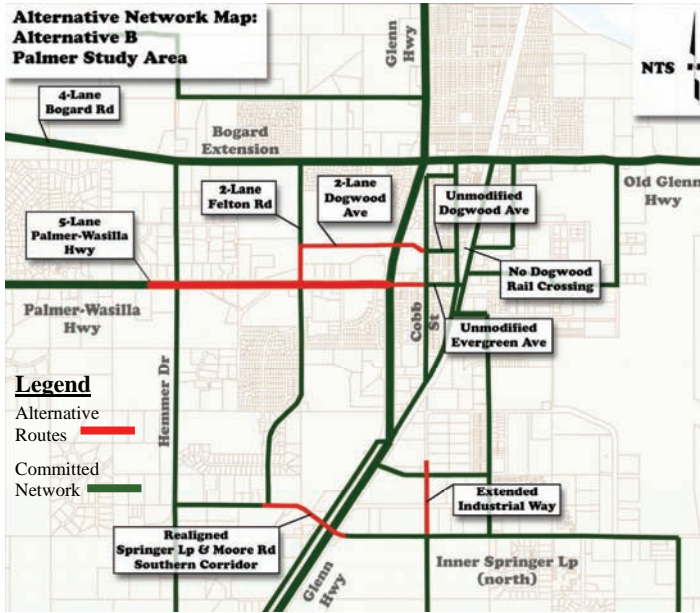 Alternative Network Map:
Alternative B
Palmer Study Area
Glenn
Hwy
NTS
4-Lane
Bogard Rd
Bogard
Extension
2-Lane
Felton Rd
2-Lane
Dogwood
Ave
Unmodified
Dogwood Ave
Old Glenn
Hwy
5-Lane
Palmer-Wasilla
Hwy
No Dogwood
Rail Crossing
Palmer-Wasilla
Hwy
Cobb
St
Unmodified
Evergreen Ave
Hemmer Dr
Legend
Alternative
Routes
Committed
Network
Extended
Industrial Way
Realigned
Springer Lp & Moore Rd
Southern Corridor
Glenn
Hwy
Inner Springer Lp
(north)